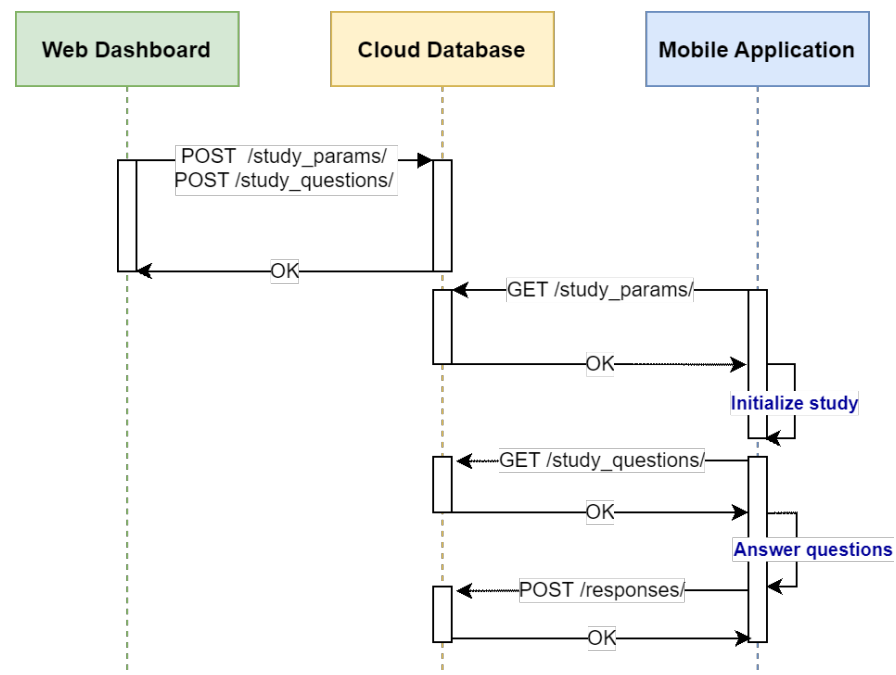 Web Dashboard
Cloud Database
Mobile Application
POST /study_params/
POST /study_questions/
OK
GET /study_params/
OK
Initialize study
GET /study_questions/
OK
Answer questions
POST /responses/
OK